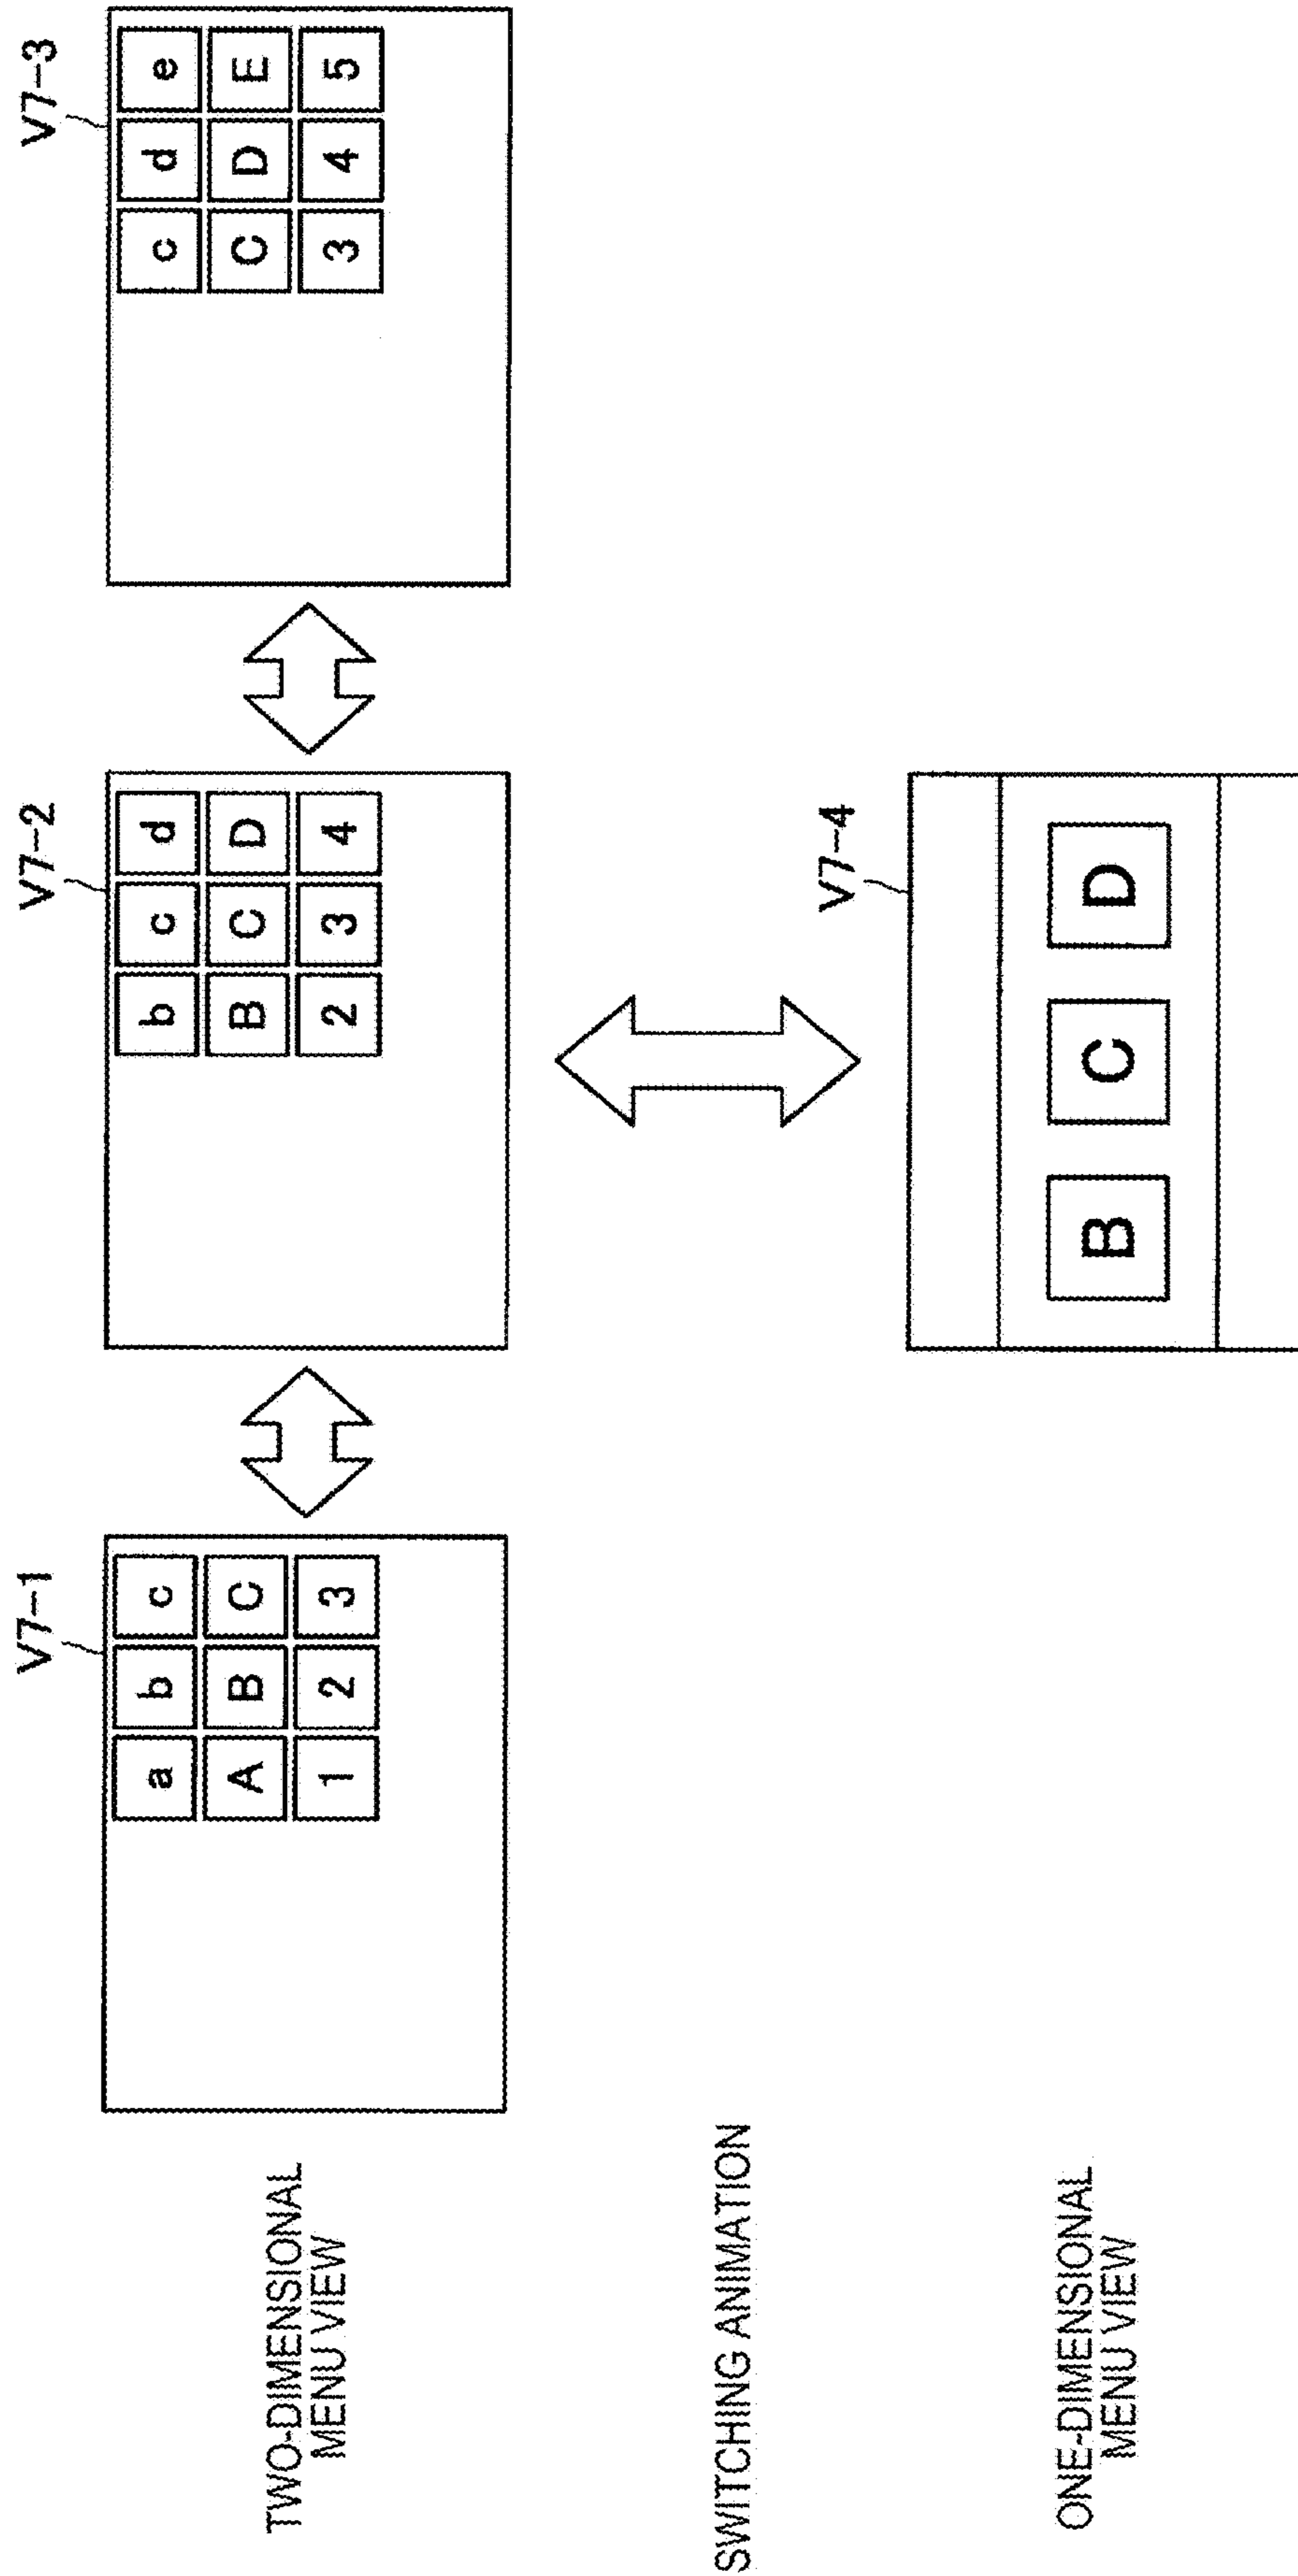 TWO-DIMENSIONAL
MENU VIEW
V7-1
a b c
A B C
1 2 3
V7-2
b c d
B C D
2 3 4
V7-3
c d e
C D E
3 4 5
SWITCHING ANIMATION
ONE-DIMENSIONAL
MENU VIEW
V7-4
B C D